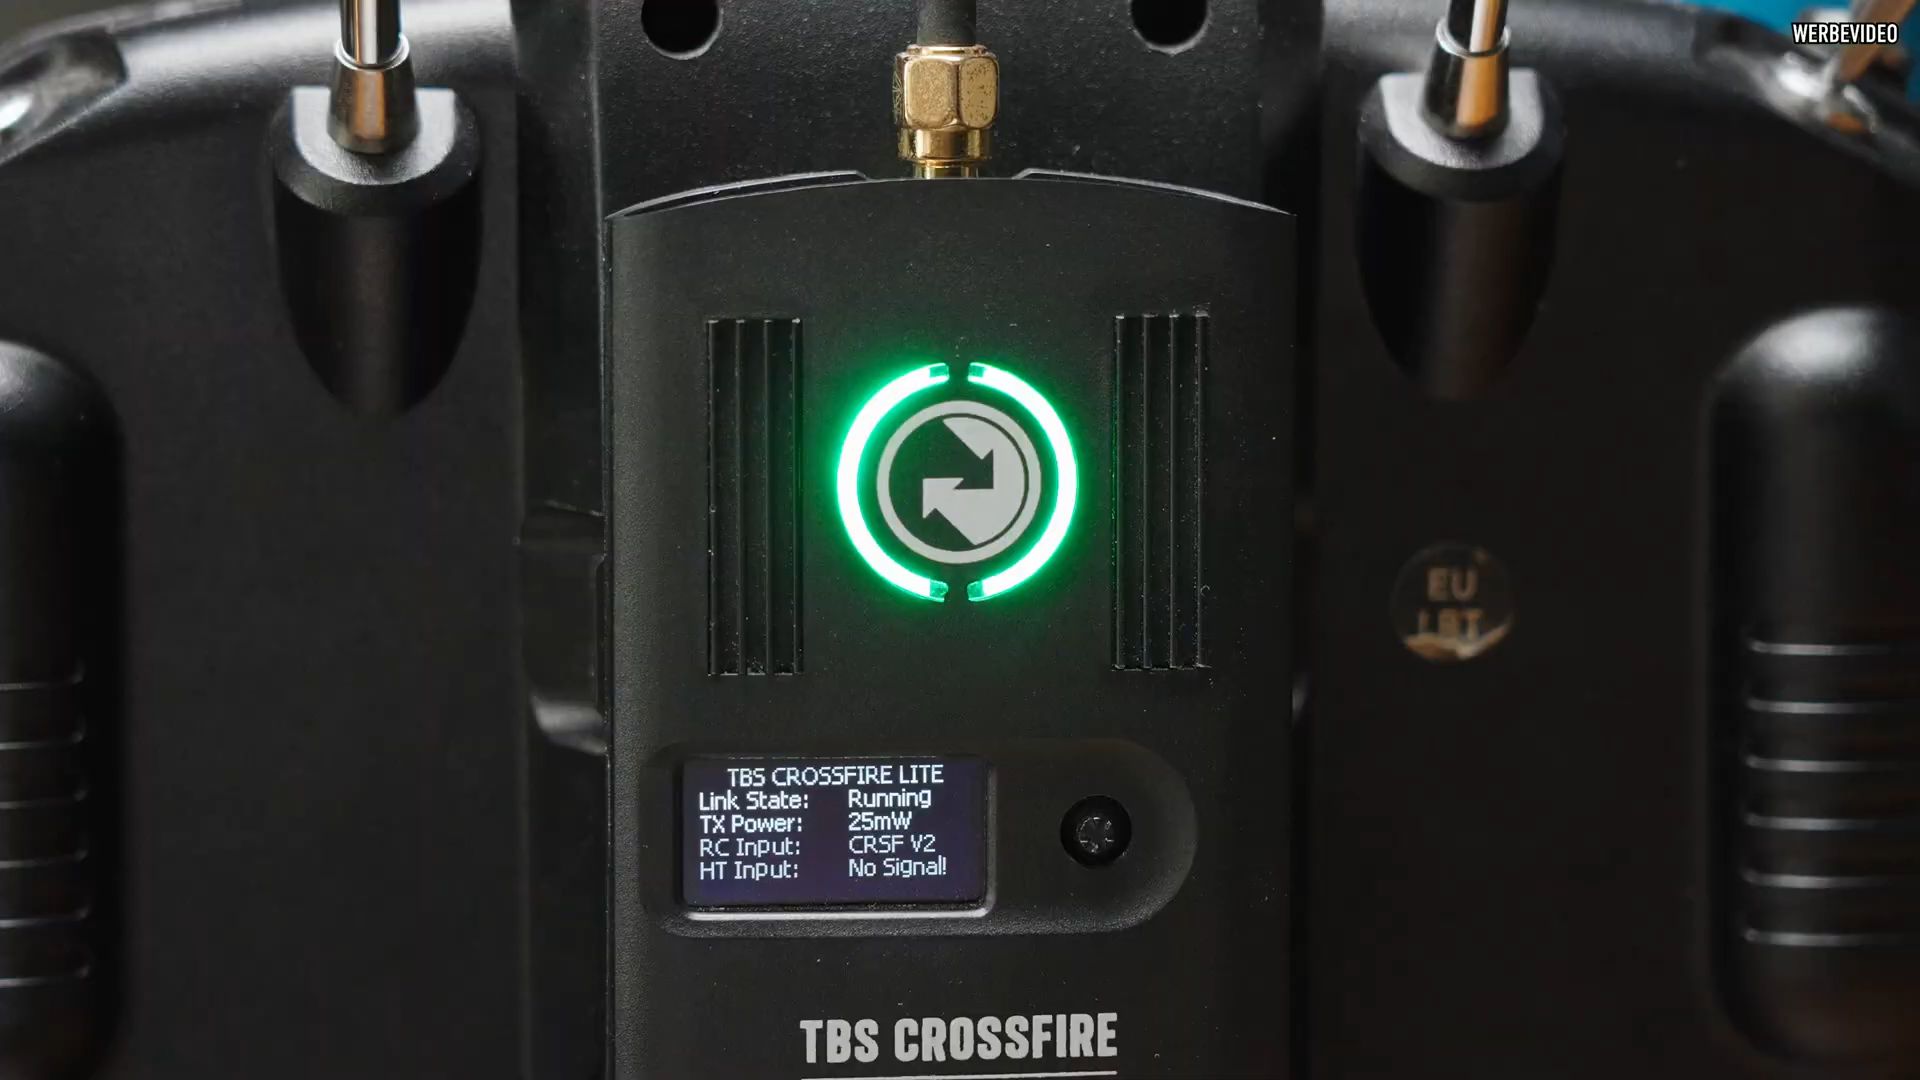 WERBEVIDEO
EU
LBT
TBS CROSSFIRE LITE
Link State: Running
TX Power: 25mW
RC Input: CRSF V2
HT Input: No Signal!
TBS CROSSFIRE